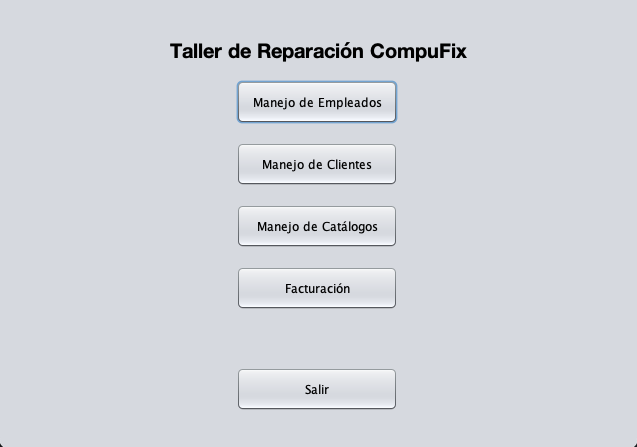 Taller de Reparación CompuFix
Manejo de Empleados
Manejo de Clientes
Manejo de Catálogos
Facturación
Salir